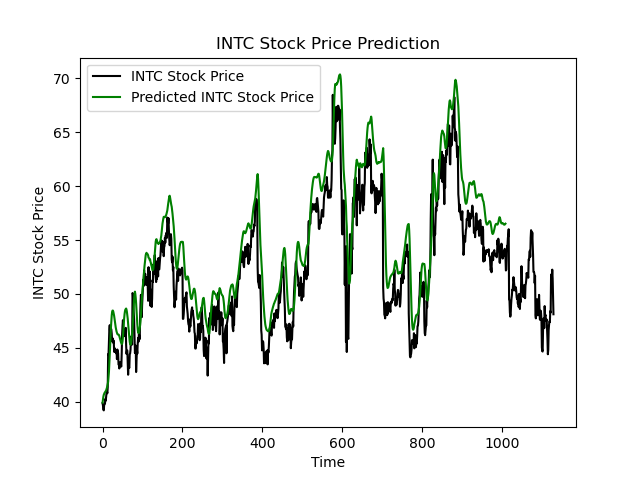 INTC Stock Price Prediction
INTC Stock Price
Predicted INTC Stock Price
70
65
60
55
50
45
40
INTC Stock Price
0 200 400 600 800 1000
Time